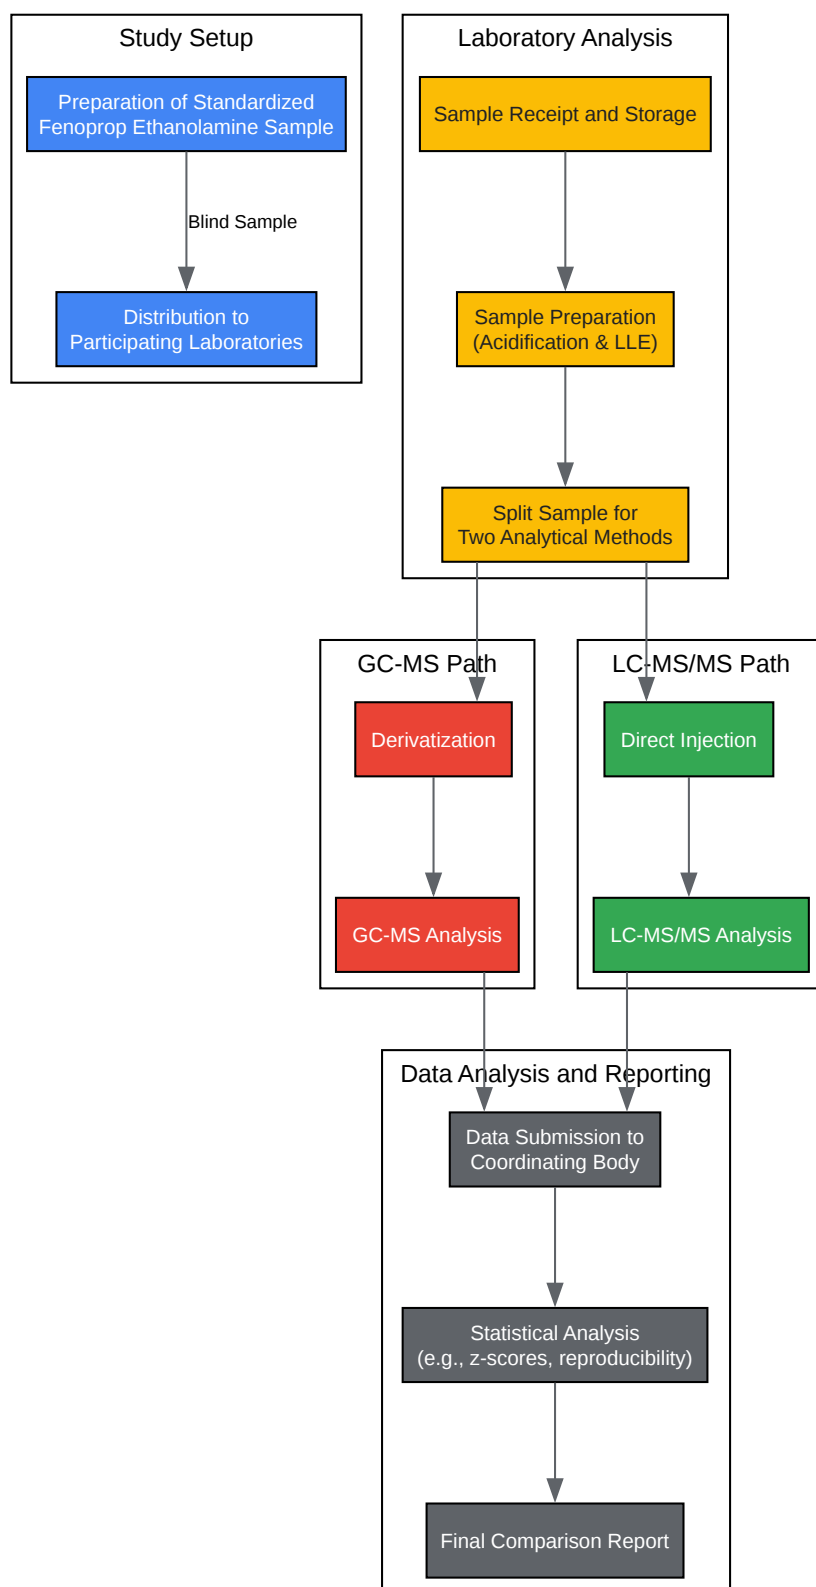 Study Setup
Preparation of Standardized
Fenoprop Ethanolamine Sample
Blind Sample
Distribution to
Participating Laboratories
Laboratory Analysis
Sample Receipt and Storage
Sample Preparation
(Acidification & LLE)
Split Sample for
Two Analytical Methods
GC-MS Path
Derivatization
GC-MS Analysis
LC-MS/MS Path
Direct Injection
LC-MS/MS Analysis
Data Analysis and Reporting
Data Submission to
Coordinating Body
Statistical Analysis
(e.g., z-scores, reproducibility)
Final Comparison Report